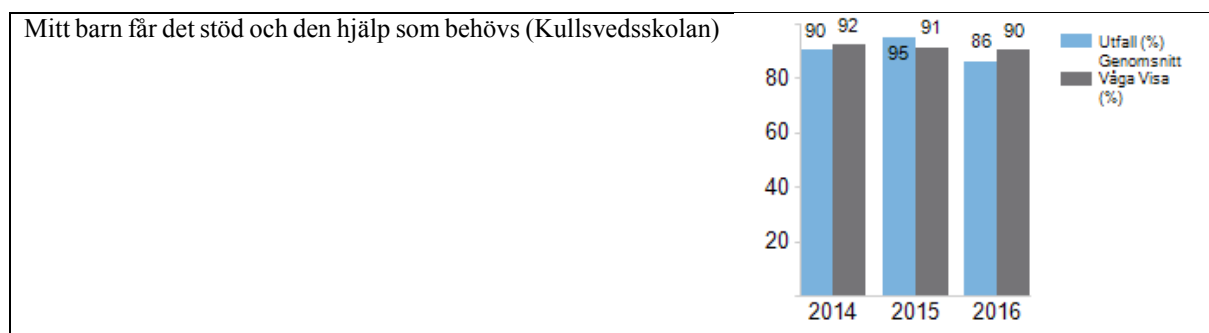 Mitt barn får det stöd och den hjälp som behövs (Kullsvedsskolan)
90 92 91 86 90
95
80
60
40
20
2014 2015 2016
Utfall (%)
Genomsnitt
Våga Visa
(%)